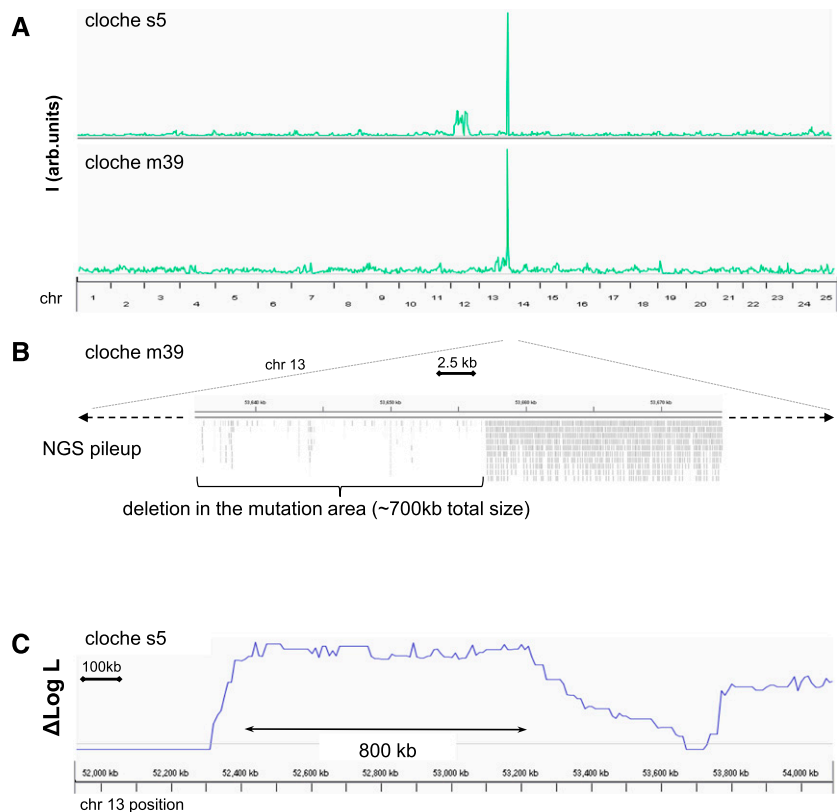 A
cloche s5
I (arb.units)
cloche m39
chr 1 2 3 4 5 6 7 8 9 10 11 12 13 14 15 16 17 18 19 20 21 22 23 24 25
B
cloche m39
chr 13
2.5 kb
53,640 kb 53,650 kb 53,660 kb 53,670 kb
NGS pileup
deletion in the mutation area (~700kb total size)
C
cloche s5
100kb
ΔLog L
800 kb
52,000 kb 52,200 kb 52,400 kb 52,600 kb 52,800 kb 53,000 kb 53,200 kb 53,400 kb 53,600 kb 53,800 kb 54,000 kb
chr 13 position